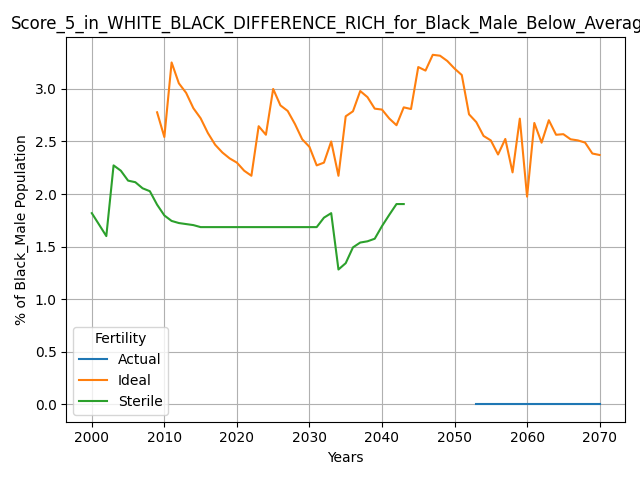 Score_5_in_WHITE_BLACK_DIFFERENCE_RICH_for_Black_Male_Below_Averag
% of Black_Male Population
3.0
2.5
2.0
1.5
1.0
0.5
0.0
Fertility
Actual
Ideal
Sterile
2000 2010 2020 2030 2040 2050 2060 2070
Years